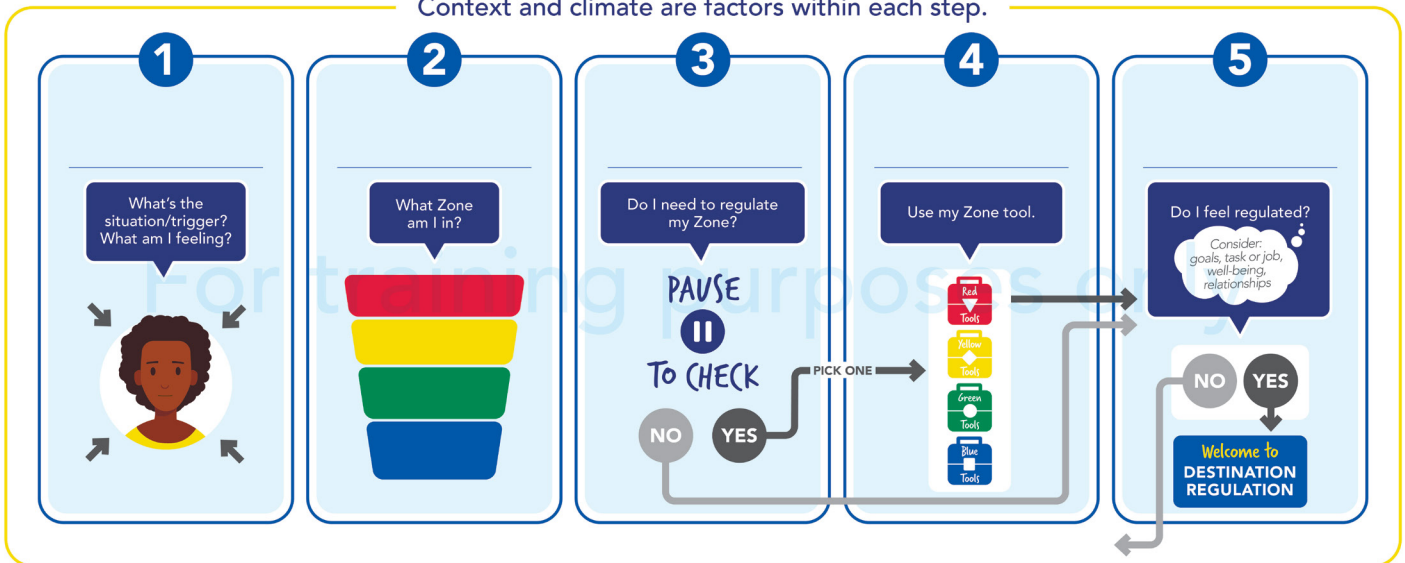 Context and climate are factors within each step.
1
2
3
4
5
What's the
situation/trigger?
What am I feeling?
What Zone
am I in?
Do I need to regulate
my Zone?
PAUSE
TO CHECK
NO
YES
PICK ONE
Use my Zone tool.
Red
Tools
Yellow
Tools
Green
Tools
Blue
Tools
Do I feel regulated?
Consider:
goals, task or job,
well-being,
relationships
NO
YES
Welcome to
DESTINATION
REGULATION
For training purposes only